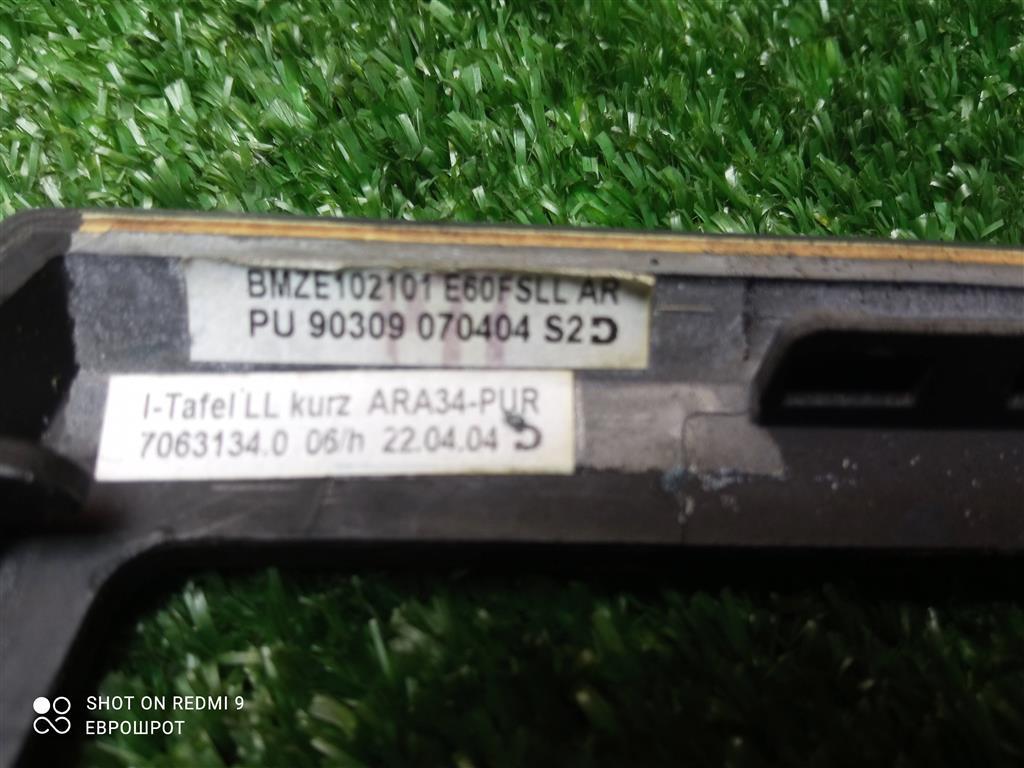 BMZE102101 E60FSLL AR
PU 90309 070404 S2
I-Tafel LL kurz ARA34-PUR
7063134.0 06/h 22.04.04
SHOT ON REDMI 9
ЕВРОШРОТ